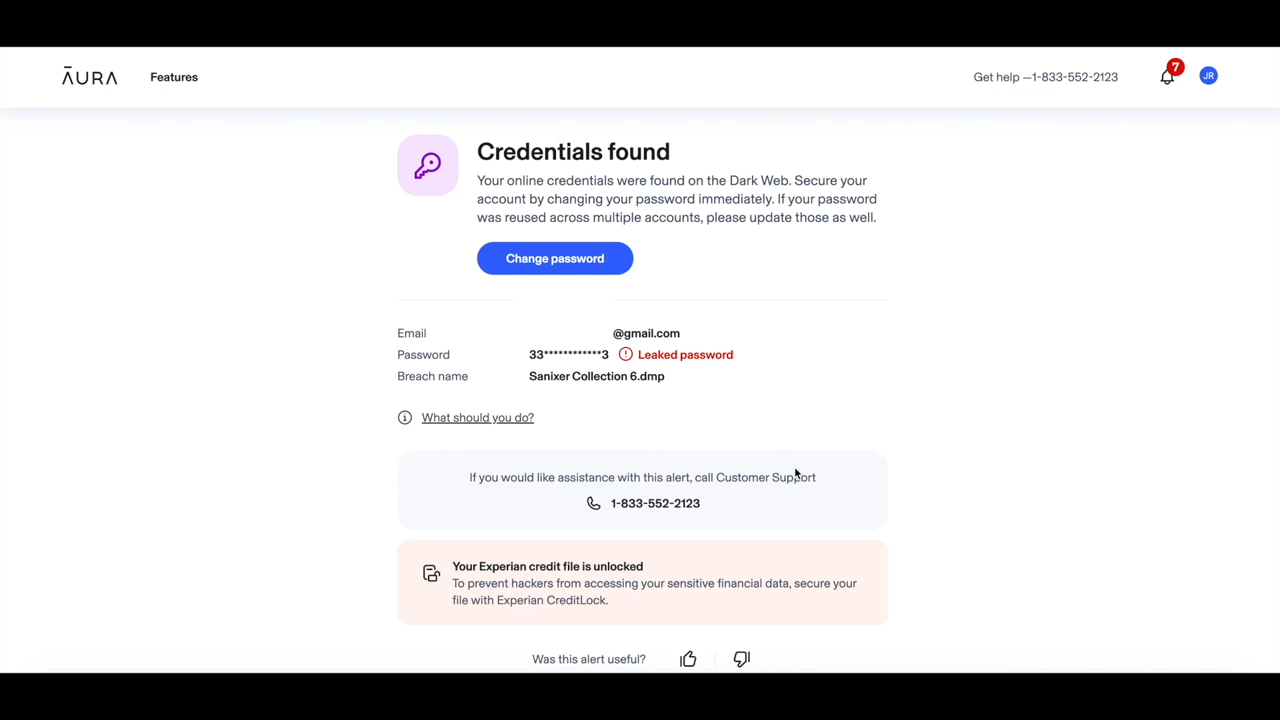 ĀURA
Features
Get help —1-833-552-2123
7
JR
Credentials found
Your online credentials were found on the Dark Web. Secure your
account by changing your password immediately. If your password
was reused across multiple accounts, please update those as well.
Change password
Email @gmail.com
Password 33************3 Leaked password
Breach name Sanixer Collection 6.dmp
What should you do?
If you would like assistance with this alert, call Customer Support
1-833-552-2123
Your Experian credit file is unlocked
To prevent hackers from accessing your sensitive financial data, secure your
file with Experian CreditLock.
Was this alert useful?